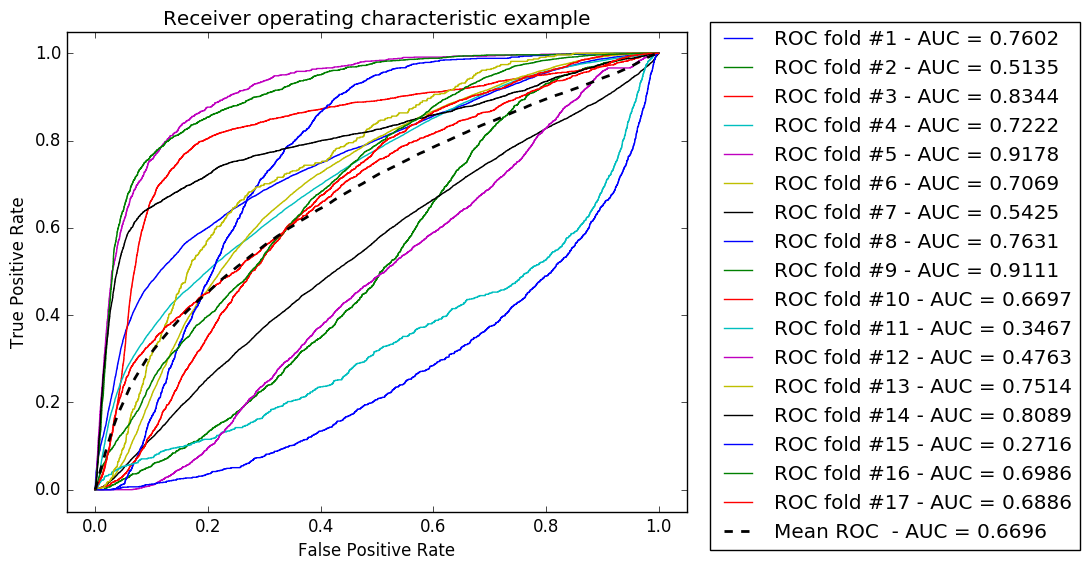 Receiver operating characteristic example
True Positive Rate
1.0
0.8
0.6
0.4
0.2
0.0
0.0 0.2 0.4 0.6 0.8 1.0
False Positive Rate
ROC fold #1 - AUC = 0.7602
ROC fold #2 - AUC = 0.5135
ROC fold #3 - AUC = 0.8344
ROC fold #4 - AUC = 0.7222
ROC fold #5 - AUC = 0.9178
ROC fold #6 - AUC = 0.7069
ROC fold #7 - AUC = 0.5425
ROC fold #8 - AUC = 0.7631
ROC fold #9 - AUC = 0.9111
ROC fold #10 - AUC = 0.6697
ROC fold #11 - AUC = 0.3467
ROC fold #12 - AUC = 0.4763
ROC fold #13 - AUC = 0.7514
ROC fold #14 - AUC = 0.8089
ROC fold #15 - AUC = 0.2716
ROC fold #16 - AUC = 0.6986
ROC fold #17 - AUC = 0.6886
Mean ROC  - AUC = 0.6696